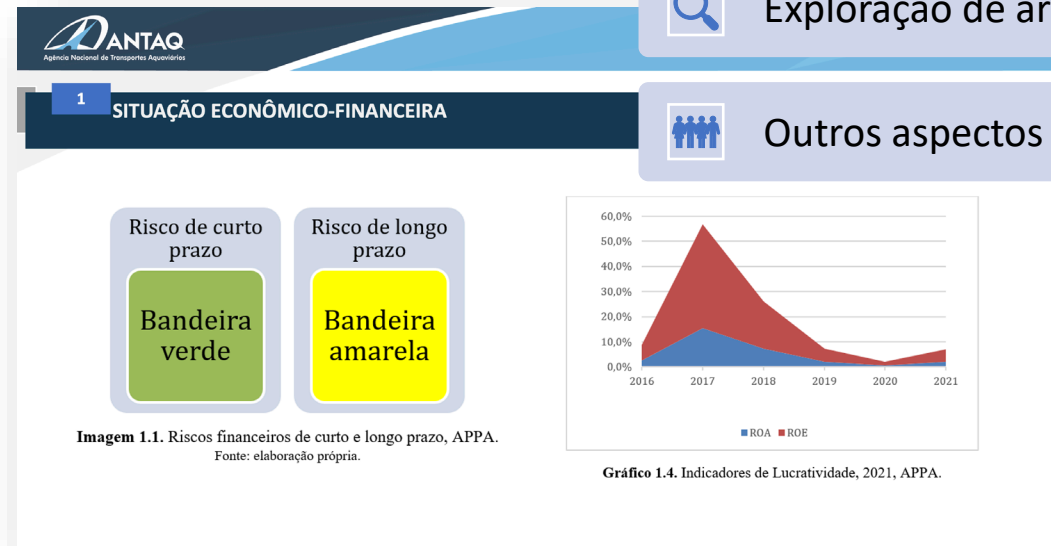 ANTAQ
Agência Nacional de Transportes Aquaviários
Exploração de
1
SITUAÇÃO ECONÔMICO-FINANCEIRA
Outros aspectos
Risco de curto
prazo
Bandeira
verde
Risco de longo
prazo
Bandeira
amarela
Imagem 1.1. Riscos financeiros de curto e longo prazo, APPA.
Fonte: elaboração própria.
60,0%
50,0%
40,0%
30,0%
20,0%
10,0%
0,0%
2016 2017 2018 2019 2020 2021
ROA ROE
Gráfico 1.4. Indicadores de Lucratividade, 2021, APPA.